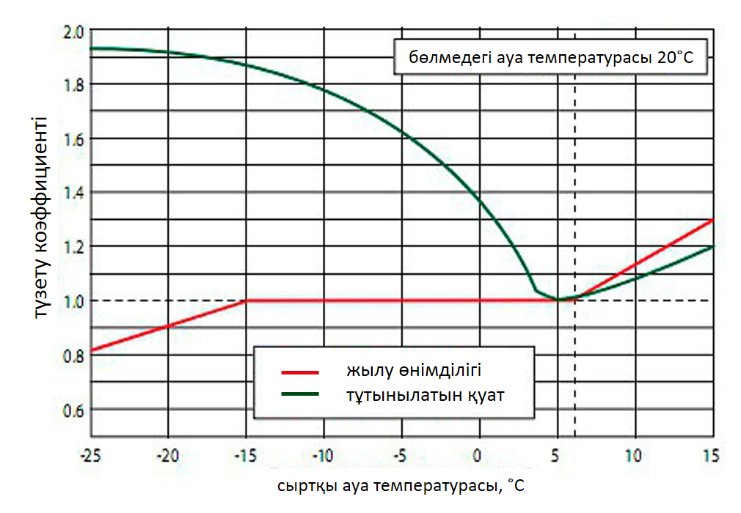 2.0
1.8
1.6
1.4
1.2
1.0
0.8
0.6
түзету коэффициенті
бөлмедегі ауа температурасы 20°C
жылу өнімділігі
тұтынылатын қуат
-25 -20 -15 -10 -5 0 5 10 15
сыртқы ауа температурасы, °C